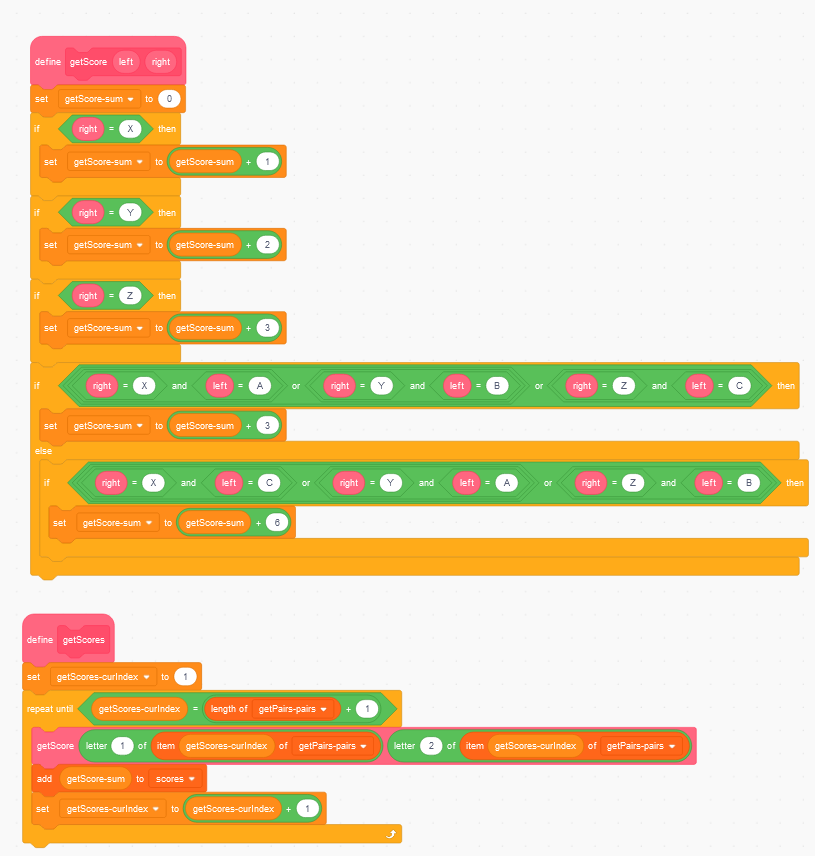 define getScore left right
set getScore-sum to 0
if right = X then
set getScore-sum to getScore-sum + 1
if right = Y then
set getScore-sum to getScore-sum + 2
if right = Z then
set getScore-sum to getScore-sum + 3
if right = X and left = A or right = Y and left = B or right = Z and left = C then
set getScore-sum to getScore-sum + 3
else
if right = X and left = C or right = Y and left = A or right = Z and left = B then
set getScore-sum to getScore-sum + 6
define getScores
set getScores-curIndex to 1
repeat until getScores-curIndex = length of getPairs-pairs + 1
getScore letter 1 of item getScores-curIndex of getPairs-pairs letter 2 of item getScores-curIndex of getPairs-pairs
add getScore-sum to scores
set getScores-curIndex to getScores-curIndex + 1